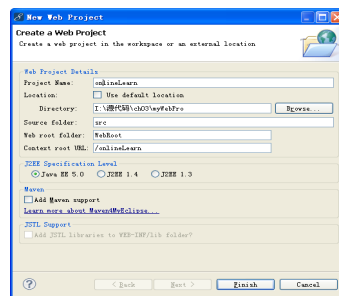 New Web Project
Create a Web Project
Create a web project in the workspace or an external location
Web Project Details
Project Name: onlineLearn
Location: Use default location
Directory: I:\源代码\ch03\myWebPro Browse...
Source folder: src
Web root folder: WebRoot
Context root URL: /onlineLearn
J2EE Specification Level
Java EE 5.0 J2EE 1.4 J2EE 1.3
Maven
Add Maven support
Learn more about Maven4MyEclipse...
JSTL Support
Add JSTL libraries to WEB-INF/lib folder?
< Back Next > Finish Cancel